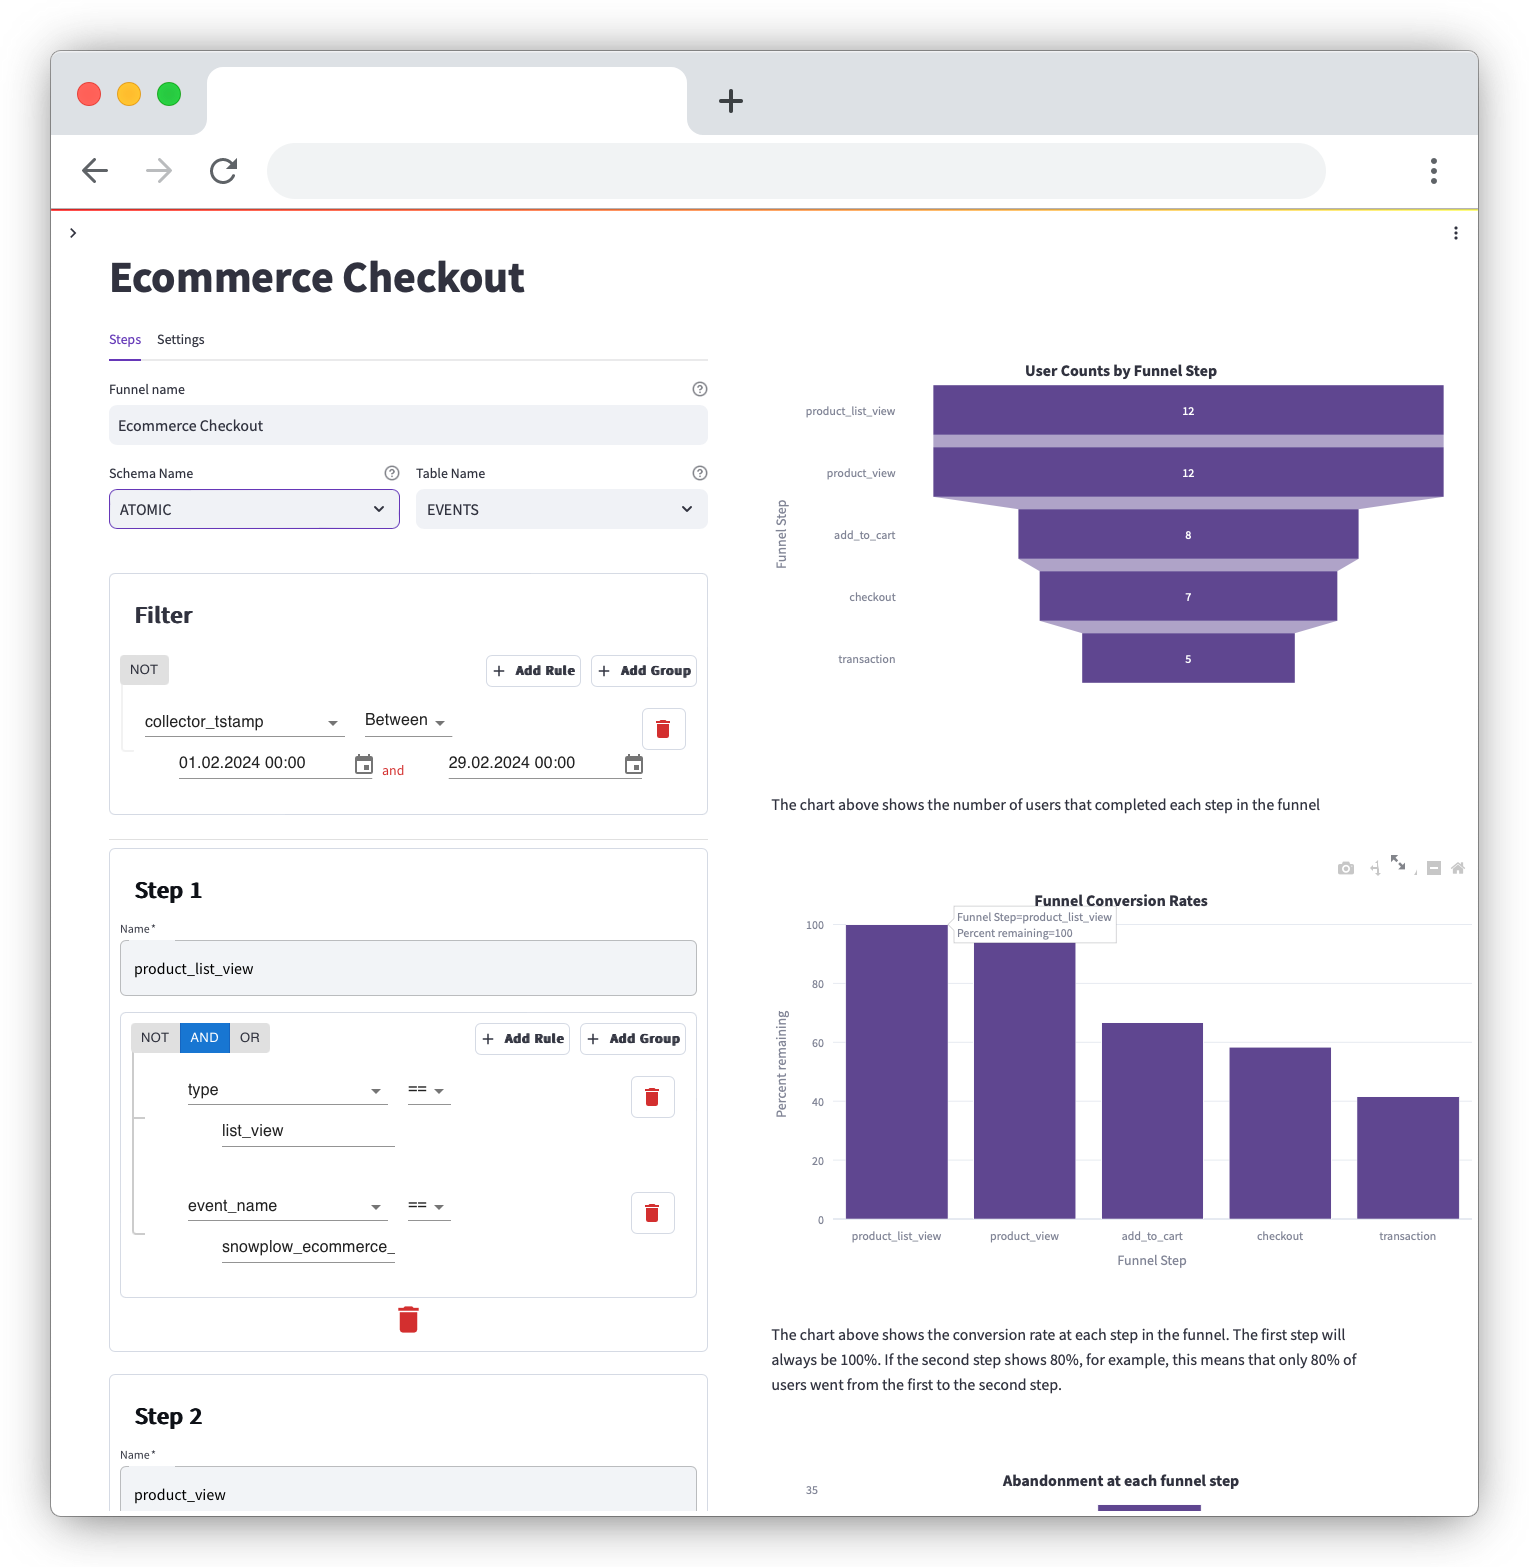 Ecommerce Checkout
Steps Settings
Funnel name
Ecommerce Checkout
Schema Name Table Name
ATOMIC EVENTS
Filter
NOT + Add Rule + Add Group
collector_tstamp Between
01.02.2024 00:00 and 29.02.2024 00:00
Step 1
Name*
product_list_view
NOT AND OR + Add Rule + Add Group
type ==
list_view
event_name ==
snowplow_ecommerce_
Step 2
Name*
product_view
User Counts by Funnel Step
Funnel Step
product_list_view 12
product_view 12
add_to_cart 8
checkout 7
transaction 5
The chart above shows the number of users that completed each step in the funnel
Funnel Conversion Rates
Funnel Step=product_list_view
Percent remaining=100
Percent remaining
100
80
60
40
20
0
product_list_view product_view add_to_cart checkout transaction
Funnel Step
The chart above shows the conversion rate at each step in the funnel. The first step will
always be 100%. If the second step shows 80%, for example, this means that only 80% of
users went from the first to the second step.
Abandonment at each funnel step
35